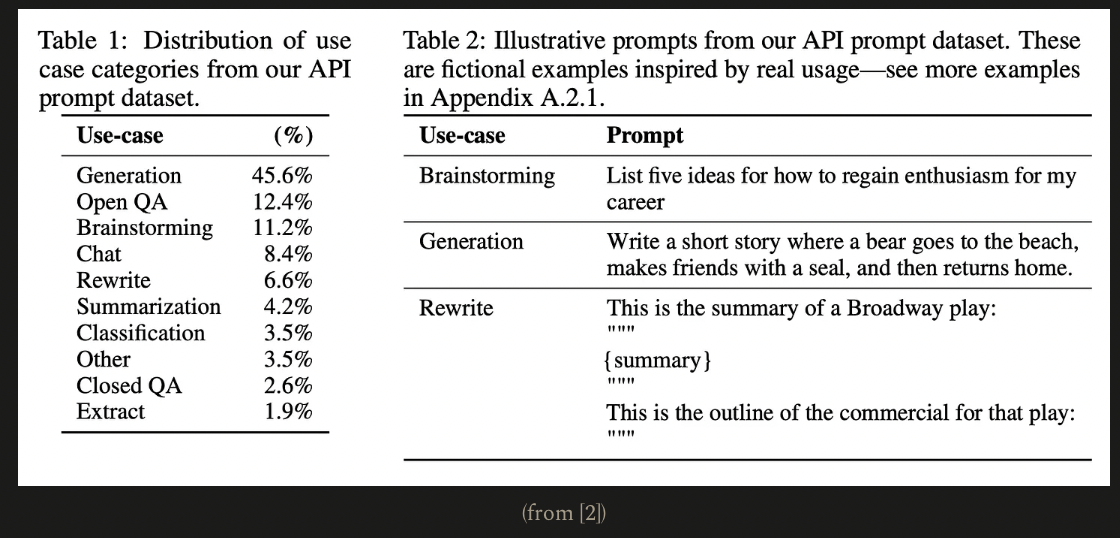 Table 1: Distribution of use
case categories from our API
prompt dataset.
Use-case (%)
Generation 45.6%
Open QA 12.4%
Brainstorming 11.2%
Chat 8.4%
Rewrite 6.6%
Summarization 4.2%
Classification 3.5%
Other 3.5%
Closed QA 2.6%
Extract 1.9%
Table 2: Illustrative prompts from our API prompt dataset. These
are fictional examples inspired by real usage—see more examples
in Appendix A.2.1.
Use-case Prompt
Brainstorming List five ideas for how to regain enthusiasm for my
career
Generation Write a short story where a bear goes to the beach,
makes friends with a seal, and then returns home.
Rewrite This is the summary of a Broadway play:
"""
{summary}
"""
This is the outline of the commercial for that play:
"""
(from [2])